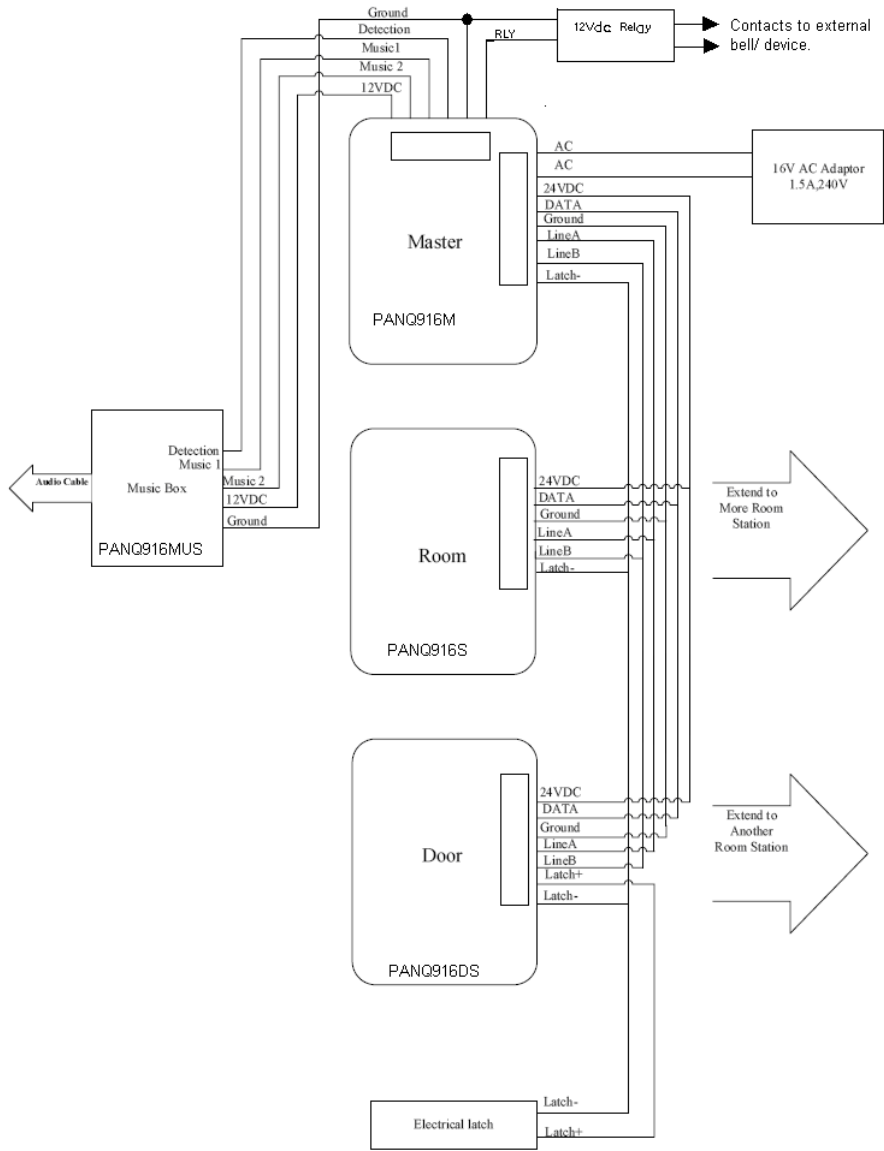 Ground
Detection
Music1
Music 2
12VDC
RLY
12Vdc Relgy
Contacts to external
bell/ device.
AC
AC
24VDC
DATA
Ground
LineA
LineB
Latch-
16V AC Adaptor
1.5A,240V
Master
PANQ916M
Detection
Music 1
Music 2
12VDC
Ground
Audio Cable
Music Box
PANQ916MUS
24VDC
DATA
Ground
LineA
LineB
Latch-
Room
PANQ916S
Extend to
More Room
Station
24VDC
DATA
Ground
LineA
LineB
Latch+
Latch-
Door
PANQ916DS
Extend to
Another
Room Station
Latch-
Electrical latch
Latch+